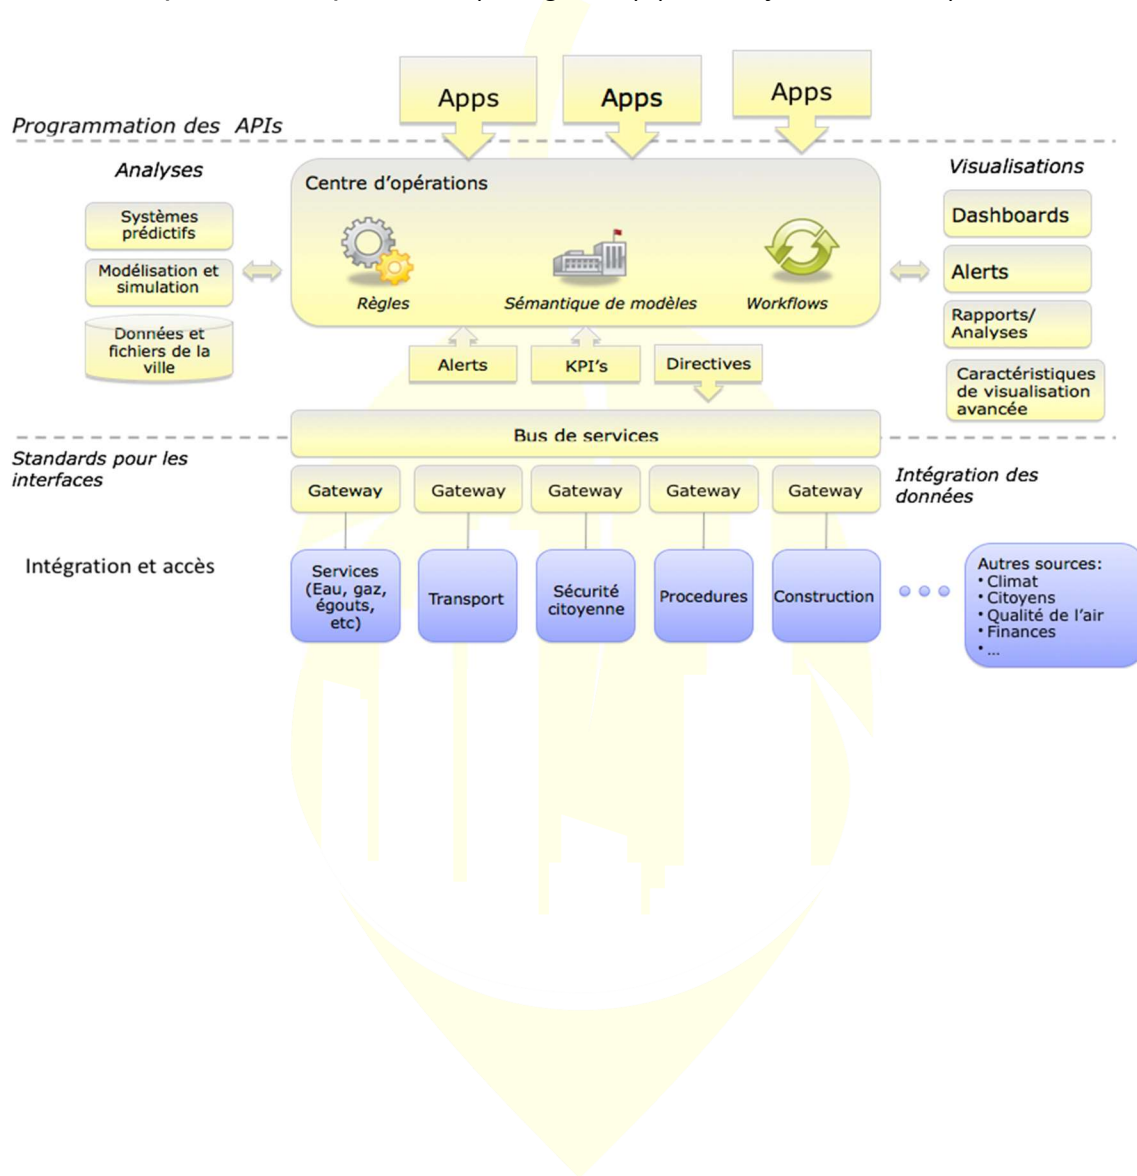 Apps
Apps
Apps
Programmation des APIs
Analyses
Systèmes
prédictifs
Modélisation et
simulation
Données et
fichiers de la
ville
Centre d'opérations
Règles
Sémantique de modèles
Workflows
Visualisations
Dashboards
Alerts
Rapports/
Analyses
Caractéristiques
de visualisation
avancée
Alerts
KPI's
Directives
Bus de services
Standards pour les
interfaces
Gateway
Gateway
Gateway
Gateway
Gateway
Intégration des
données
Intégration et accès
Services
(Eau, gaz,
égouts,
etc)
Transport
Sécurité
citoyenne
Procedures
Construction
Autres sources:
• Climat
• Citoyens
• Qualité de l'air
• Finances
• ...